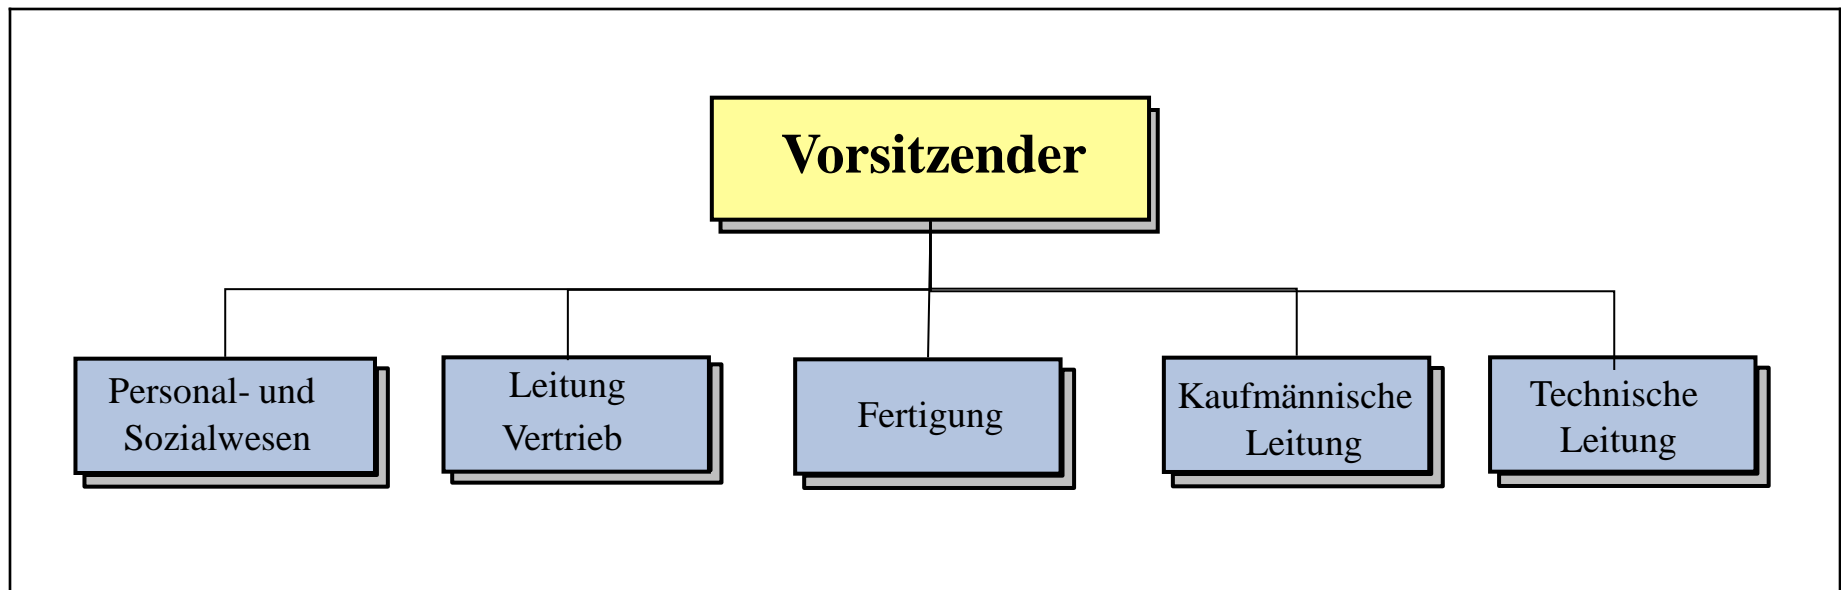 Vorsitzender
Personal- und
Sozialwesen
Leitung
Vertrieb
Fertigung
Kaufmännische
Leitung
Technische
Leitung